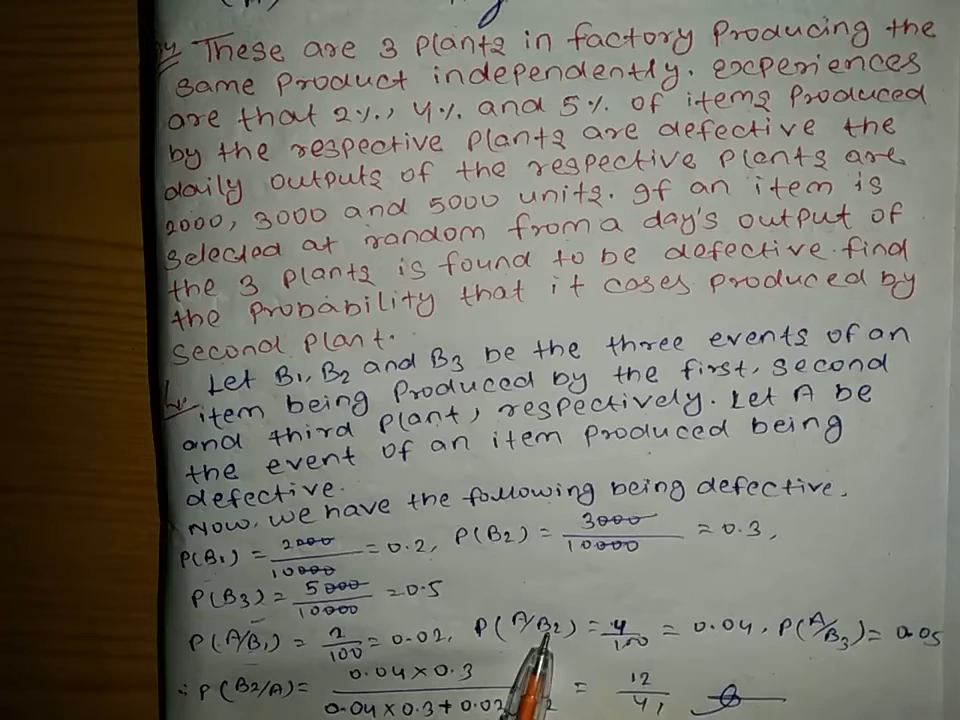 These are 3 plants in factory producing the
same product independently. experiences
are that 2%, 4% and 5% of items produced
by the respective plants are defective the
daily outputs of the respective plants are
2000, 3000 and 5000 units. If an item is
selected at random from a day's output of
the 3 plants is found to be defective. find
the probability that it cases produced by
second plant.
Let B1, B2 and B3 be the three events of an
item being produced by the first, second
and third plant, respectively. Let A be
the event of an item produced being
defective.
Now, we have the following being defective.
P(B1) = 2000/10000 = 0.2, P(B2) = 3000/10000 = 0.3,
P(B3) = 5000/10000 = 0.5
P(A/B1) = 2/100 = 0.02, P(A/B2) = 4/100 = 0.04, P(A/B3) = 0.05
∴ P(B2/A) = 0.04 × 0.3 / 0.04 × 0.3 + 0.02 = 12/41